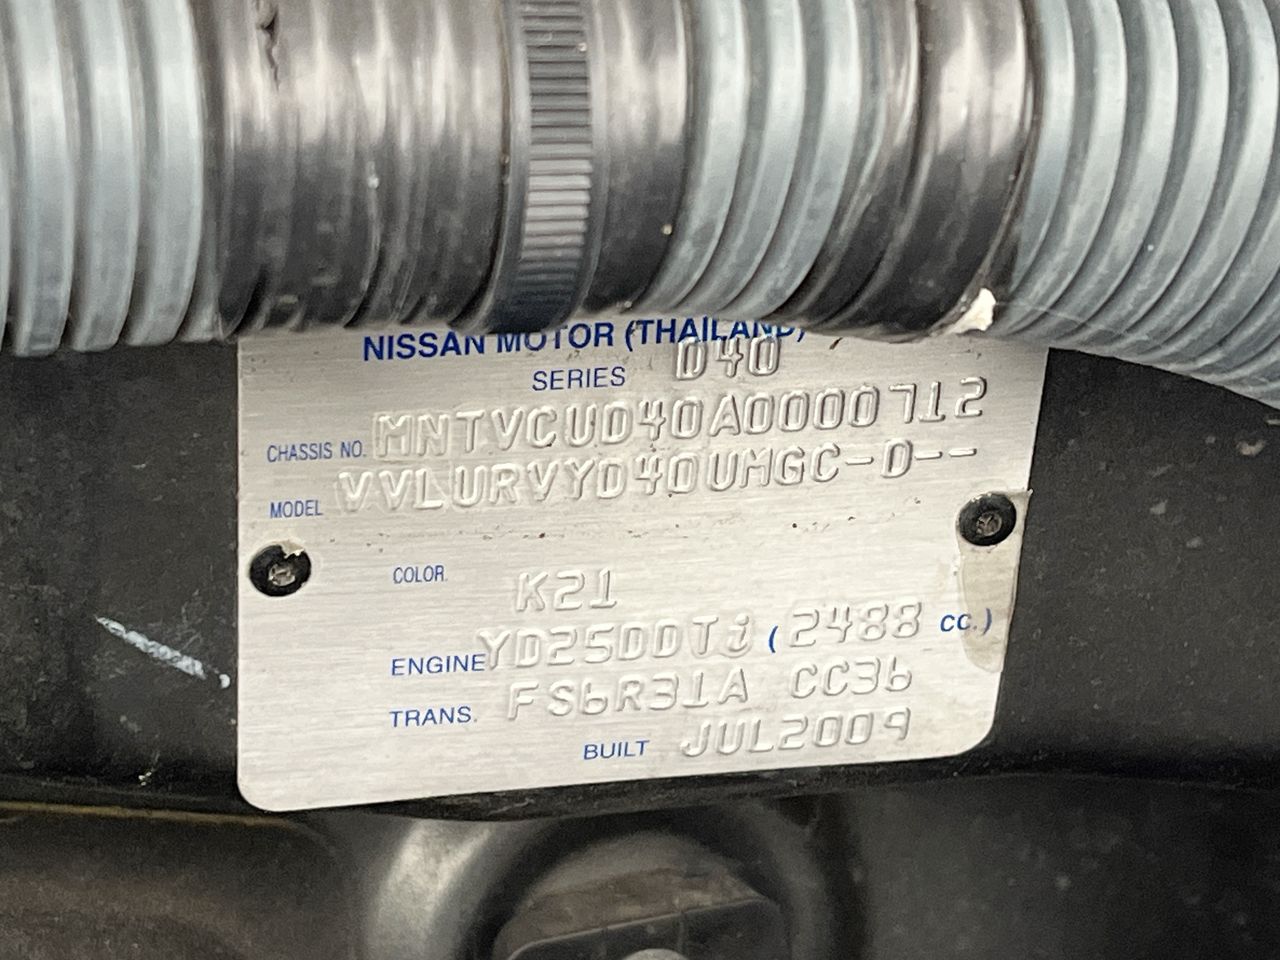 NISSAN MOTOR (THAILAND)
SERIES D40
CHASSIS NO. MNTVCUD40A0000712
MODEL VVLURVYD40UMGC-D--
COLOR. K21
ENGINE YD25DDTi (2488 CC.)
TRANS. FS6R31A CC36
BUILT JUL2009